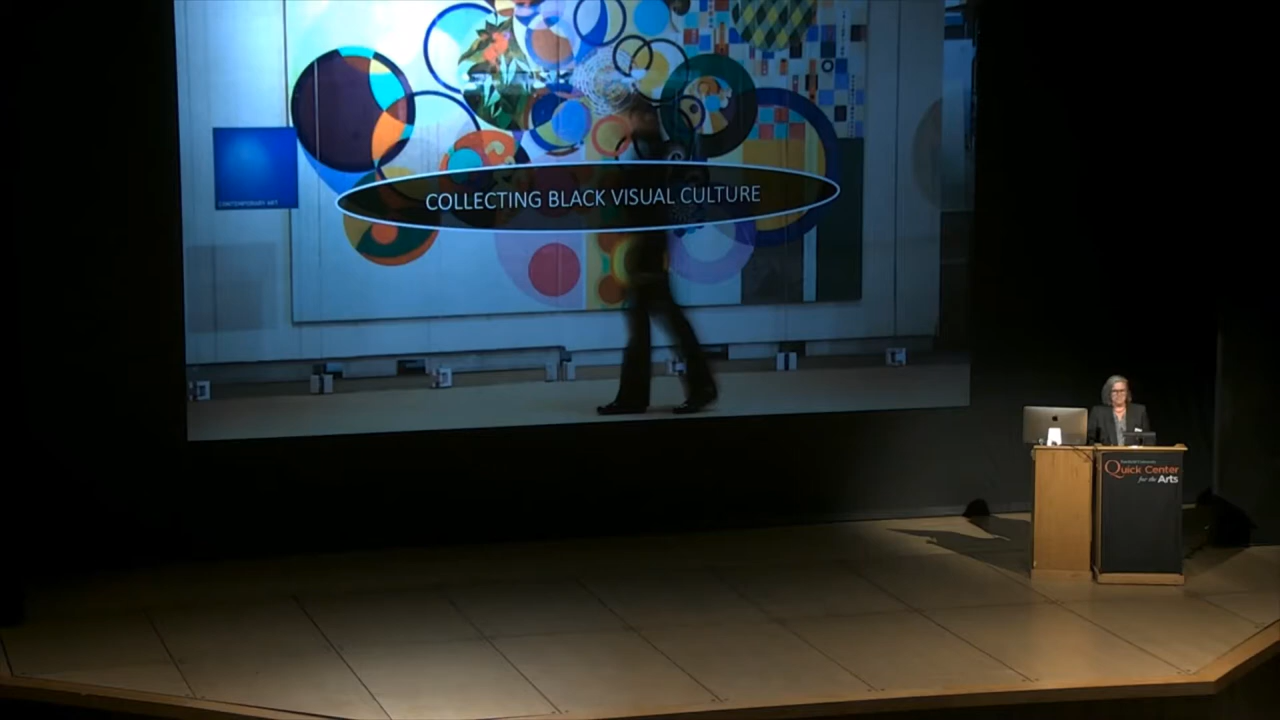 COLLECTING BLACK VISUAL CULTURE
CONTEMPORARY ART
Quick Center
for the Arts